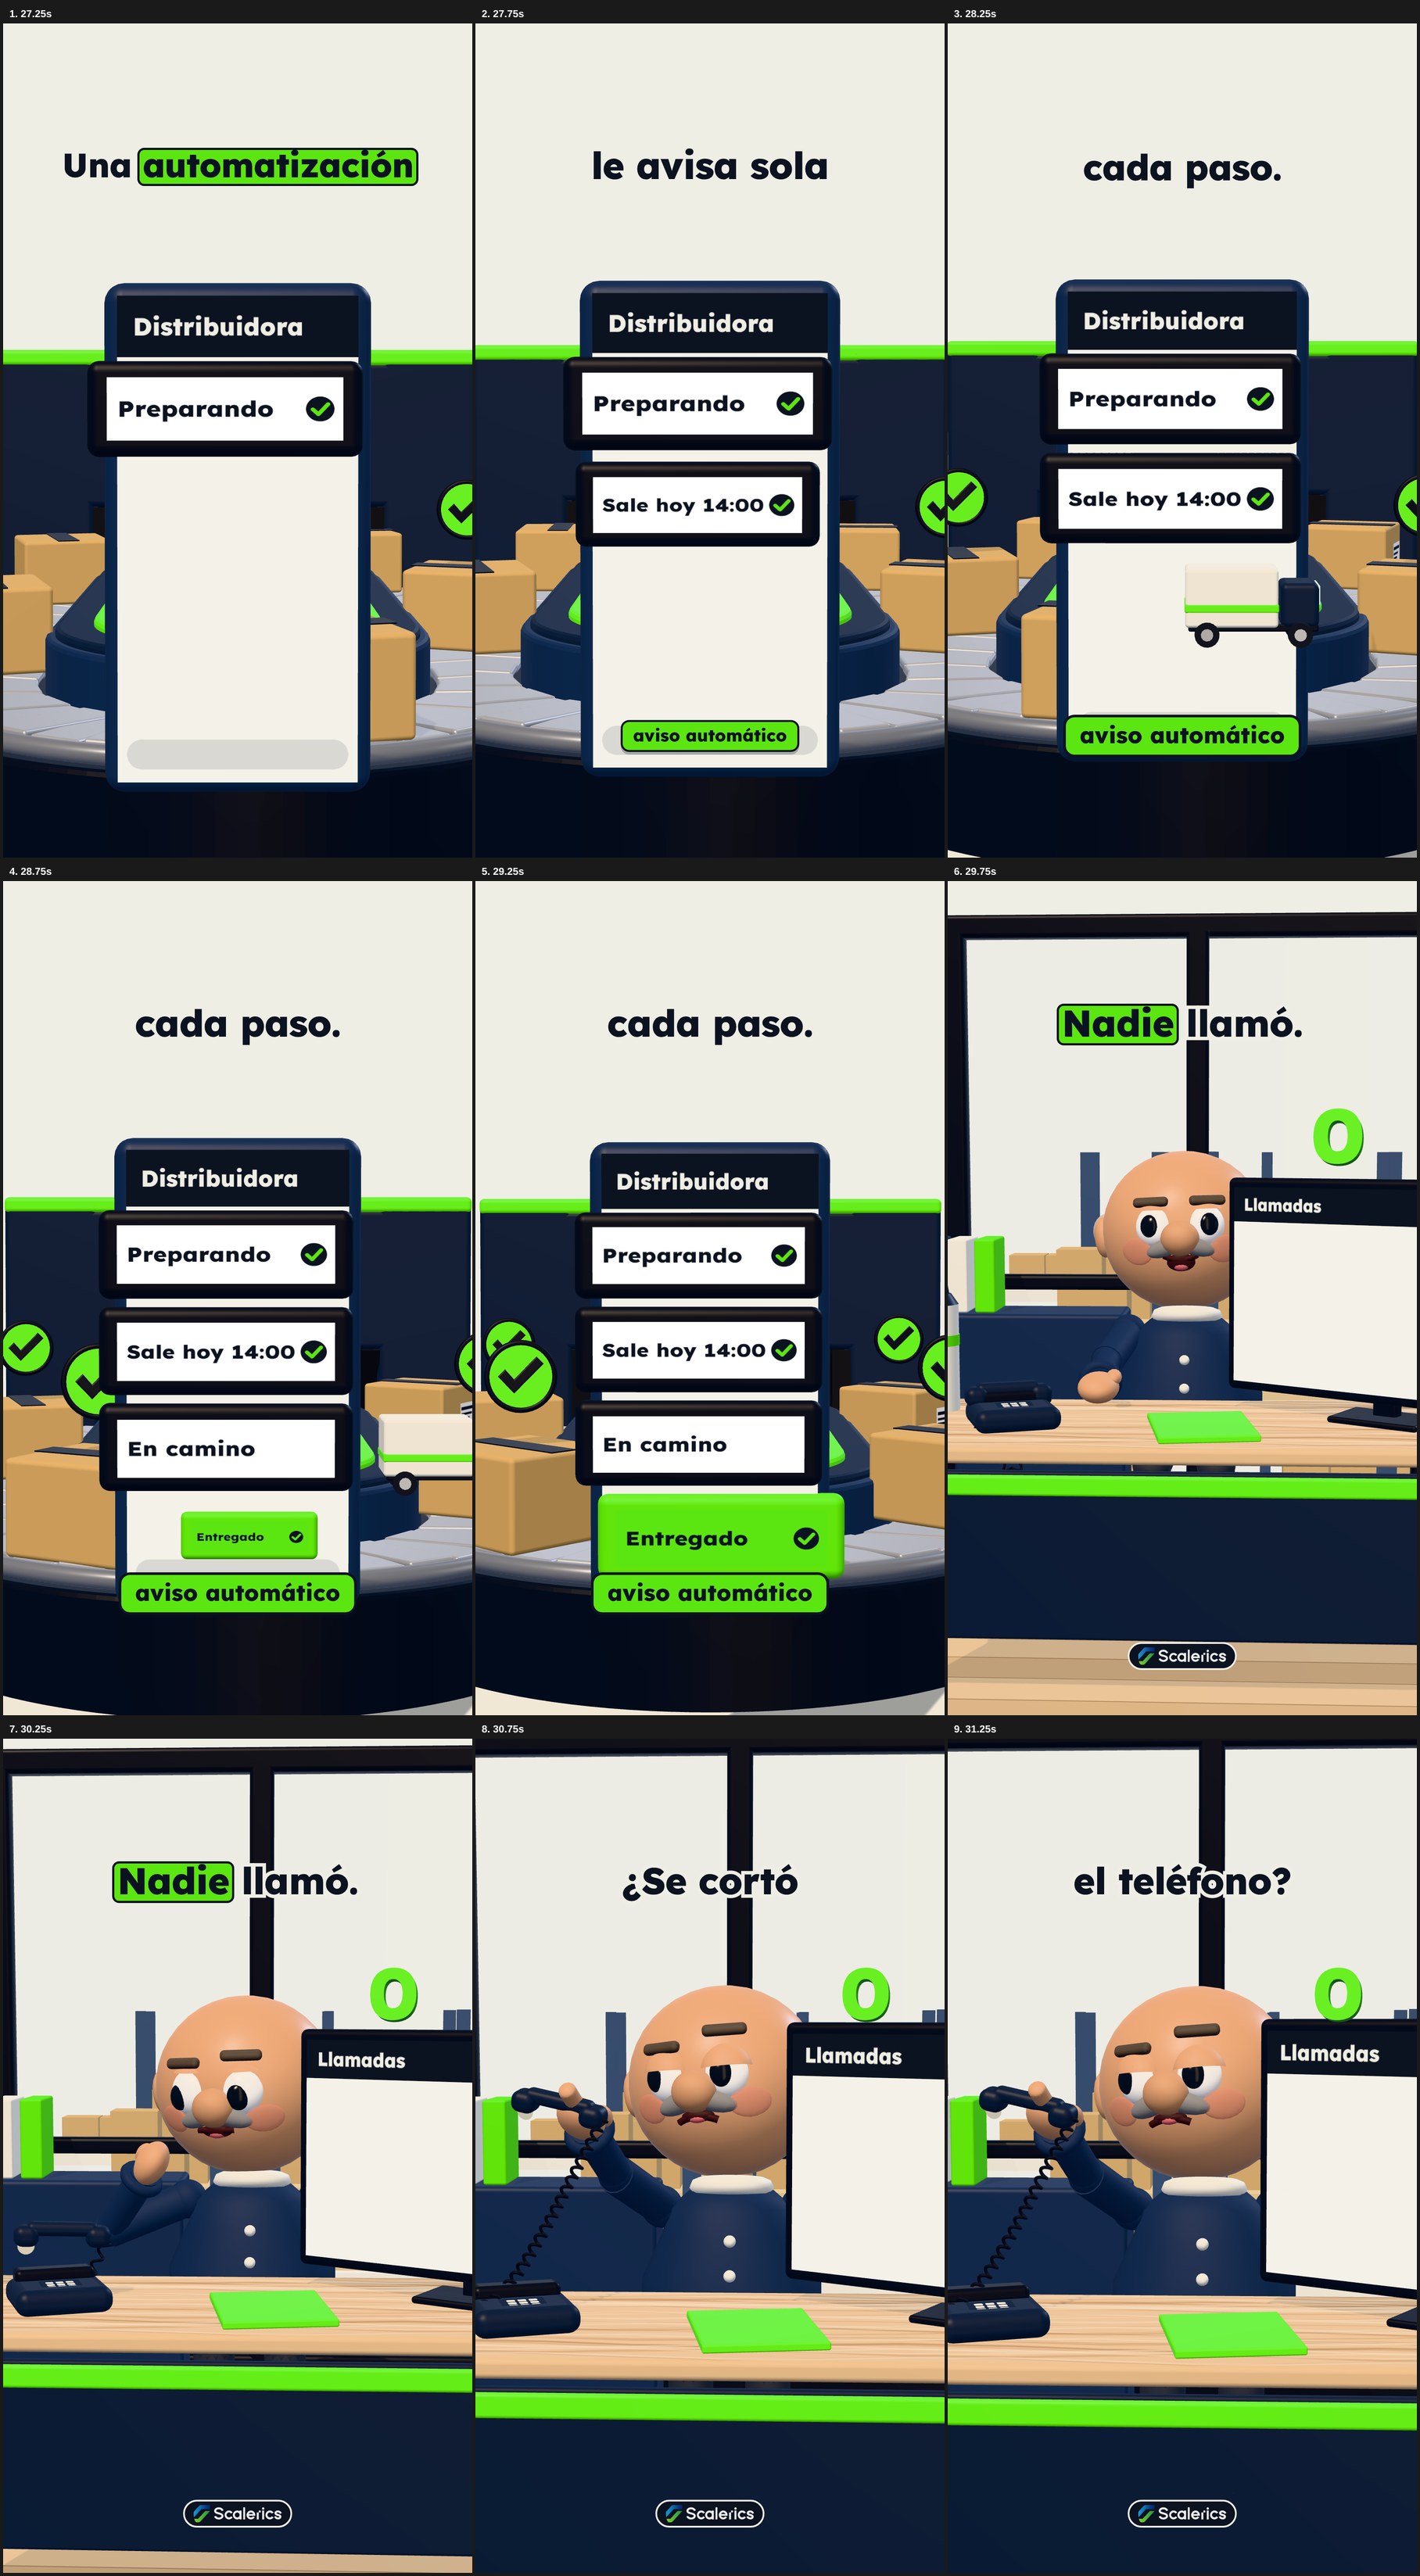 1. 27.25s
Una automatización
Distribuidora
Preparando
2. 27.75s
le avisa sola
Distribuidora
Preparando
Sale hoy 14:00
aviso automático
3. 28.25s
cada paso.
Distribuidora
Preparando
Sale hoy 14:00
aviso automático
4. 28.75s
cada paso.
Distribuidora
Preparando
Sale hoy 14:00
En camino
Entregado
aviso automático
5. 29.25s
cada paso.
Distribuidora
Preparando
Sale hoy 14:00
En camino
Entregado
aviso automático
6. 29.75s
Nadie llamó.
0
Llamadas
Scalerics
7. 30.25s
Nadie llamó.
0
Llamadas
Scalerics
8. 30.75s
¿Se cortó
0
Llamadas
Scalerics
9. 31.25s
el teléfono?
0
Llamadas
Scalerics